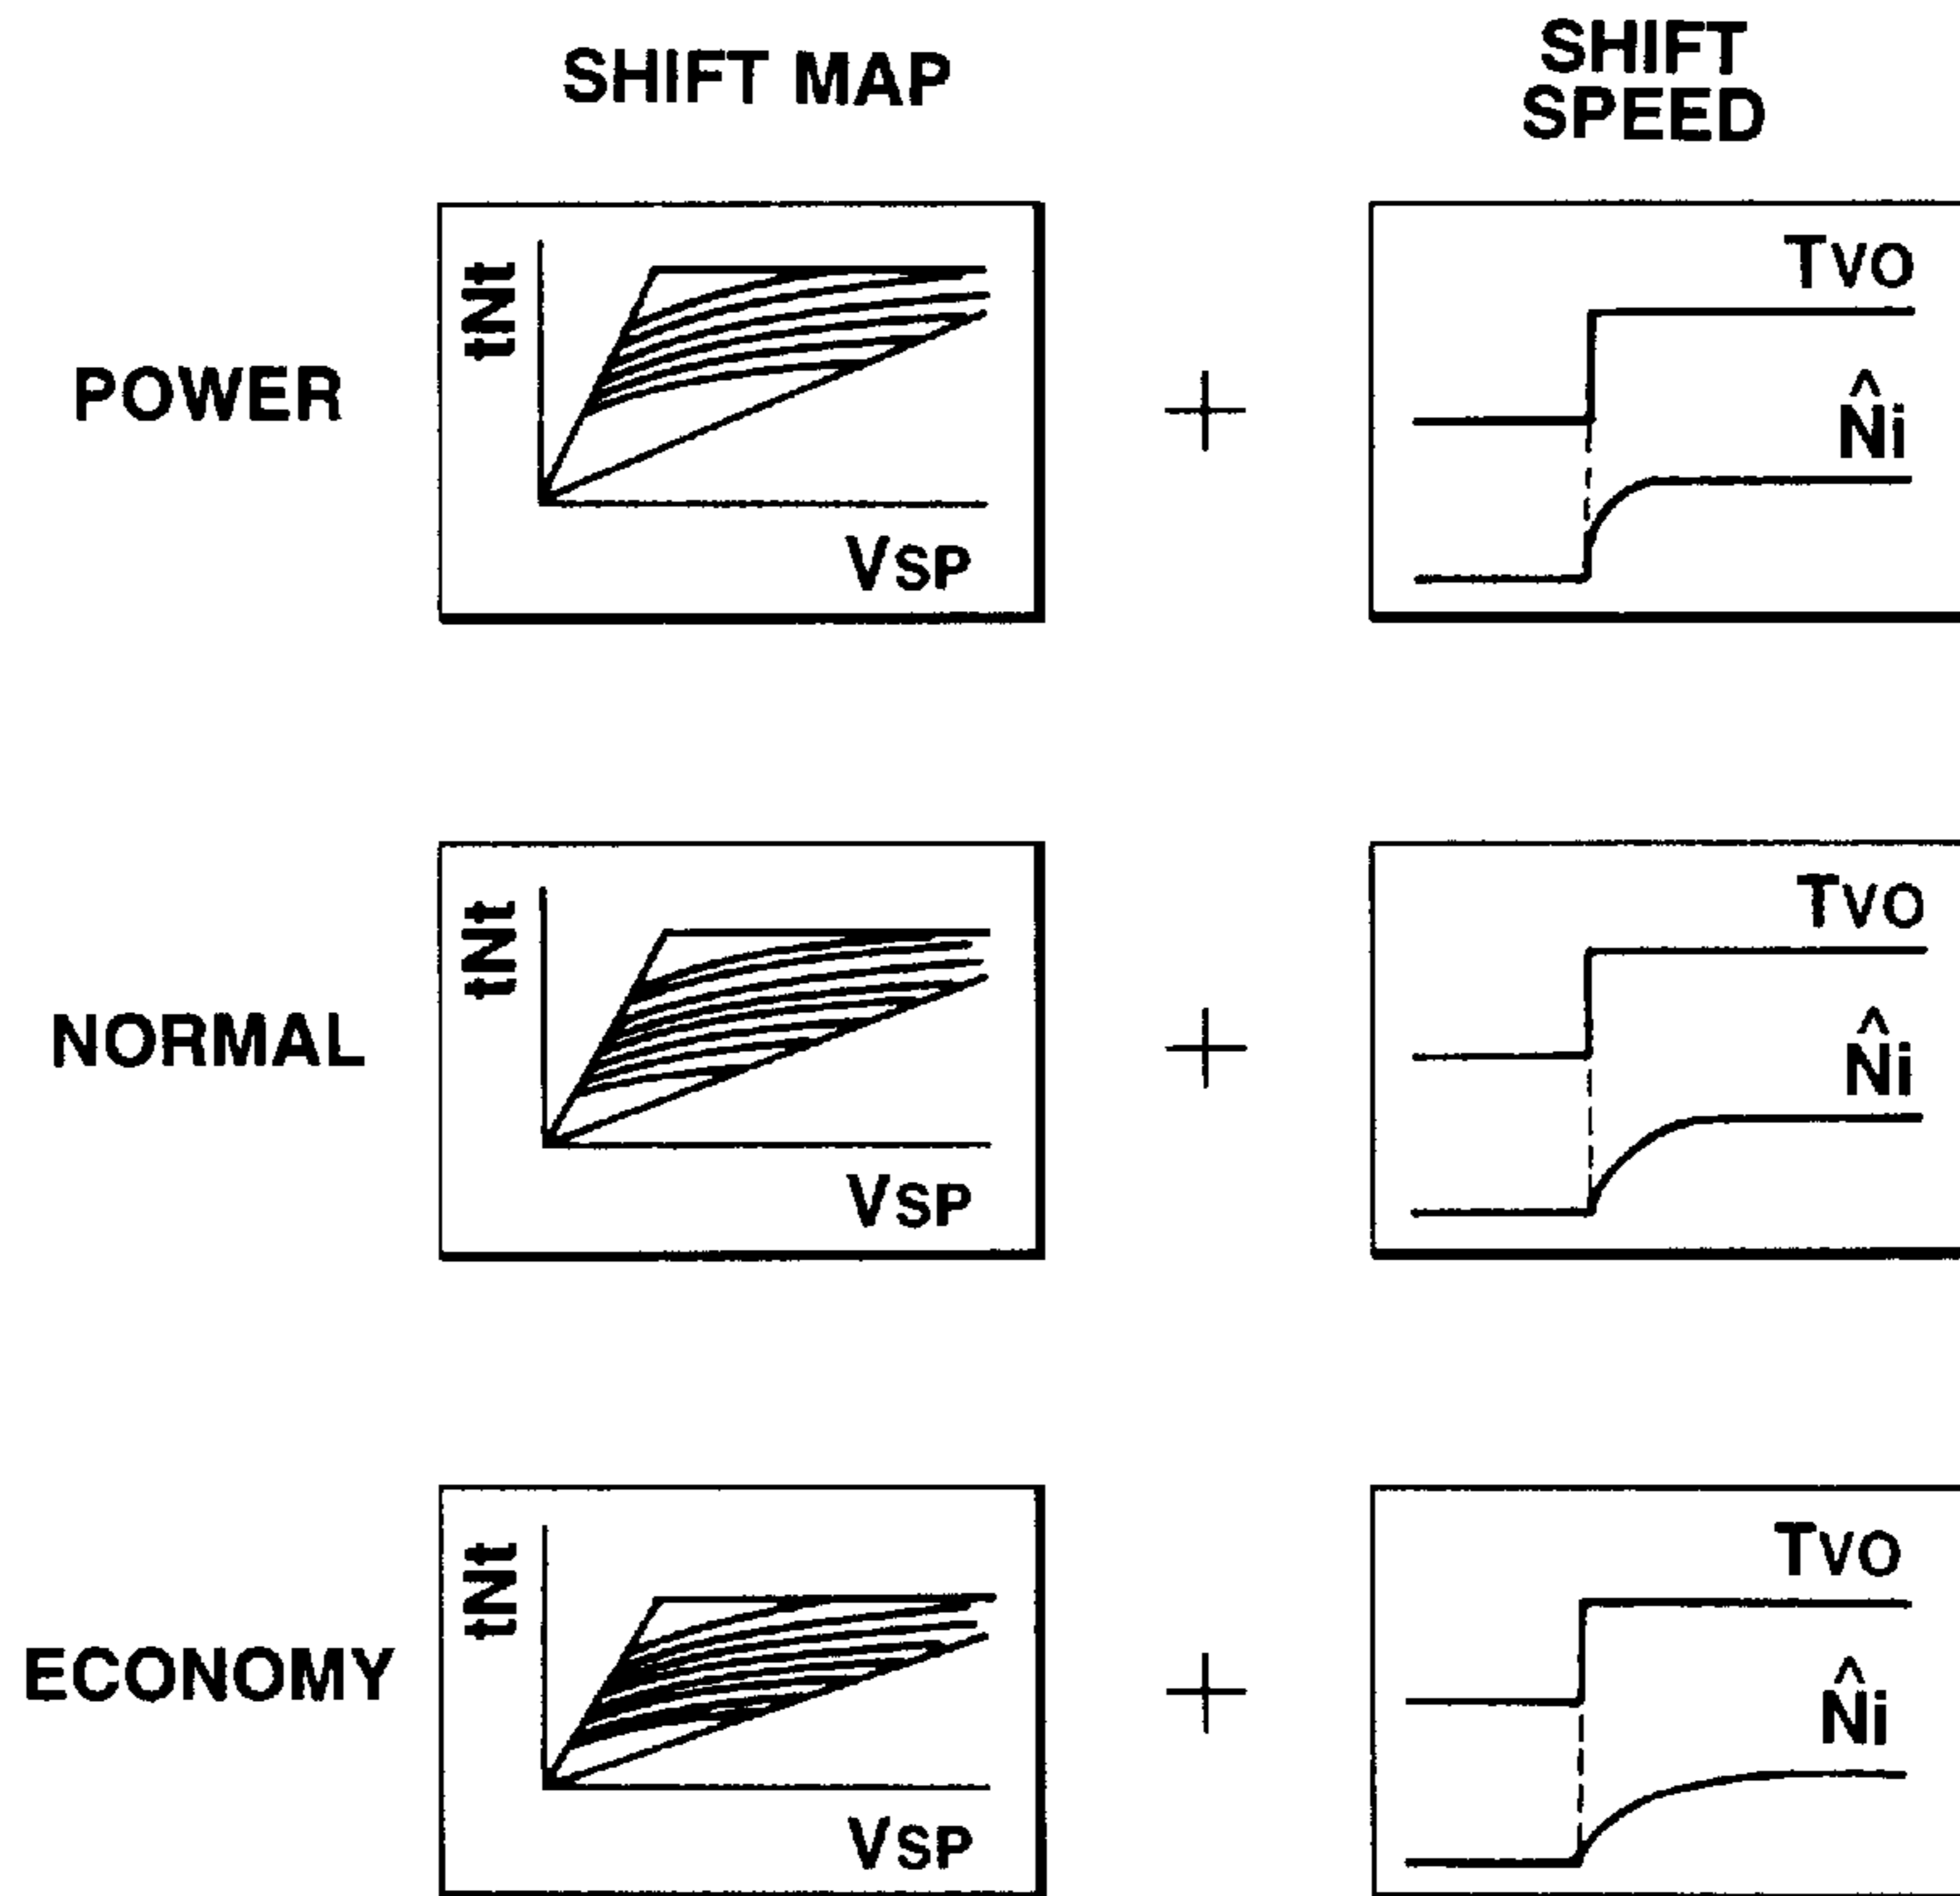 SHIFT MAP
SHIFT
SPEED
POWER
tNt
VSP
+
TVO
N̂i
NORMAL
tNt
VSP
+
TVO
N̂i
ECONOMY
tNt
VSP
+
TVO
N̂i